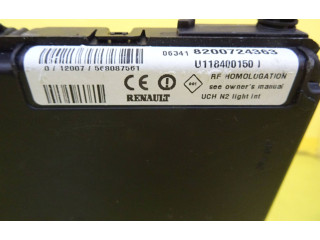 06341 8200724363
U118400150 J
RF HOMOLOGATION
see owner's manual
RENAULT
UCH N2 light int